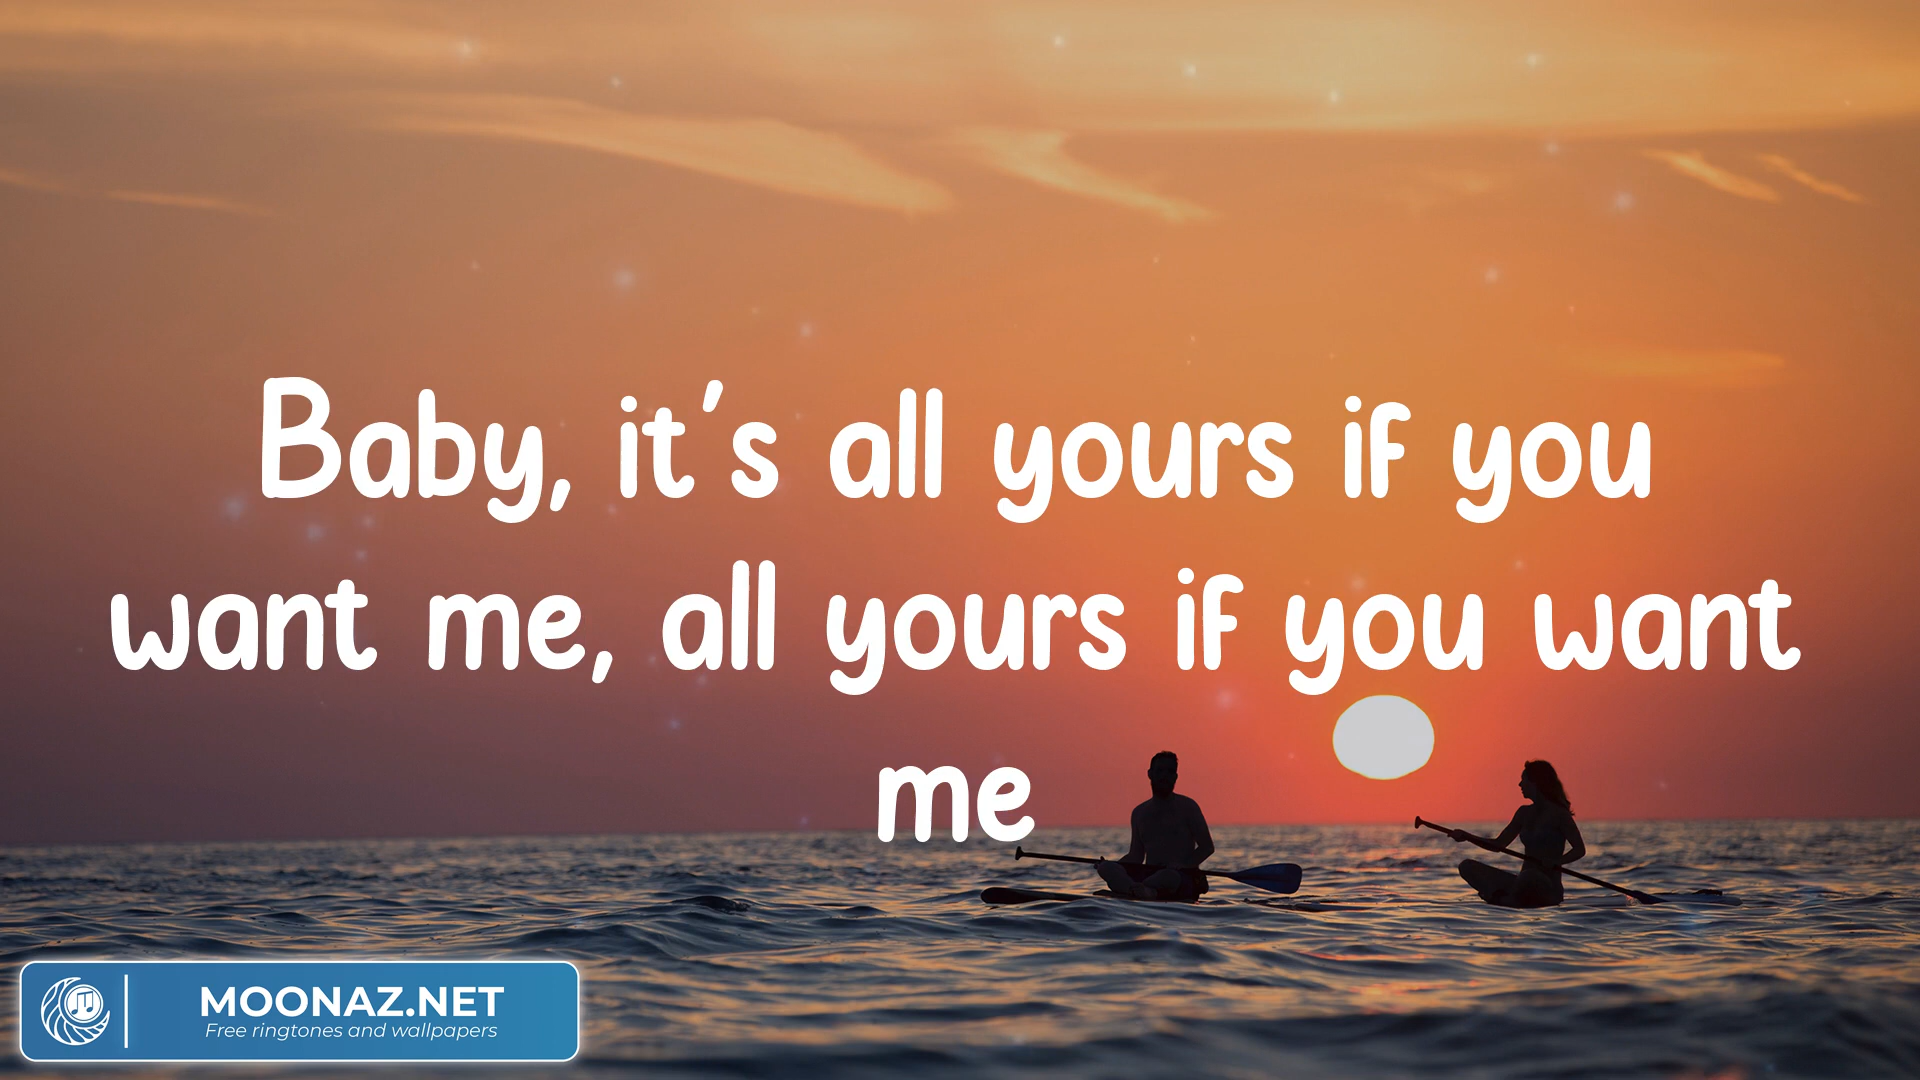 Baby, it's all yours if you
want me, all yours if you want
me
MOONAZ.NET
Free ringtones and wallpapers